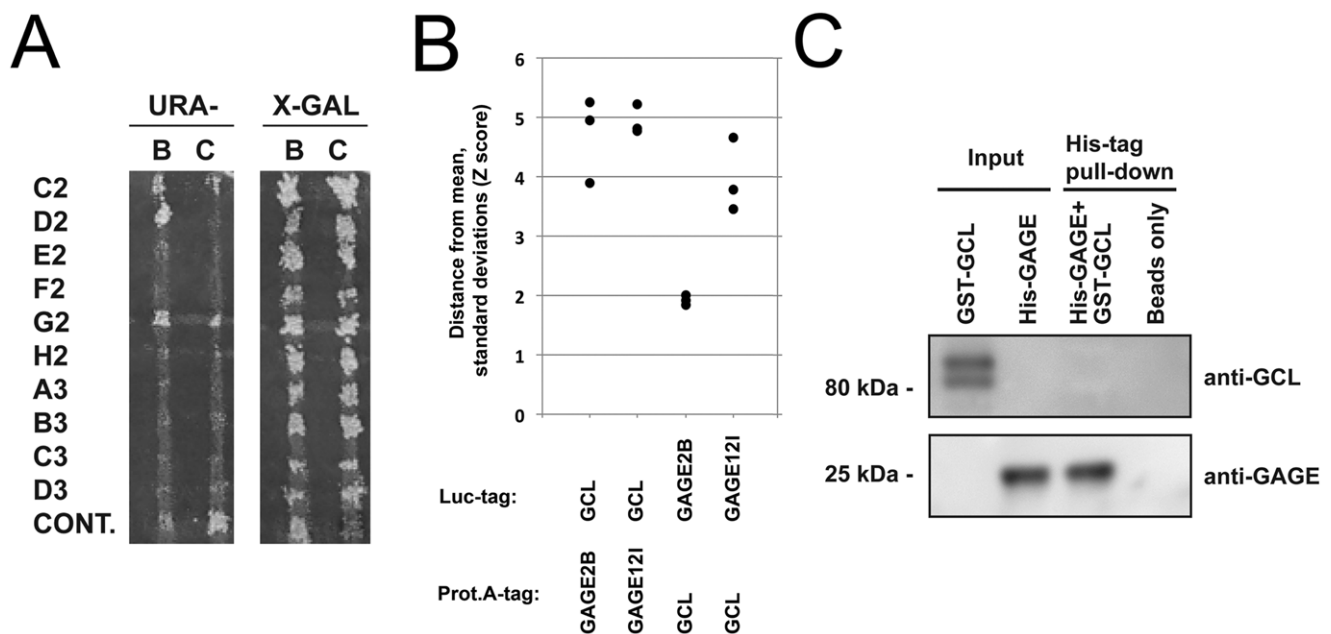 A
URA-
X-GAL
B C
B C
C2
D2
E2
F2
G2
H2
A3
B3
C3
D3
CONT.
B
Distance from mean,
standard deviations (Z score)
6
5
4
3
2
1
0
Luc-tag:
GCL
GCL
GAGE2B
GAGE12I
Prot.A-tag:
GAGE2B
GAGE12I
GCL
GCL
C
Input
His-tag
pull-down
GST-GCL
His-GAGE
His-GAGE+
GST-GCL
Beads only
80 kDa -
anti-GCL
25 kDa -
anti-GAGE